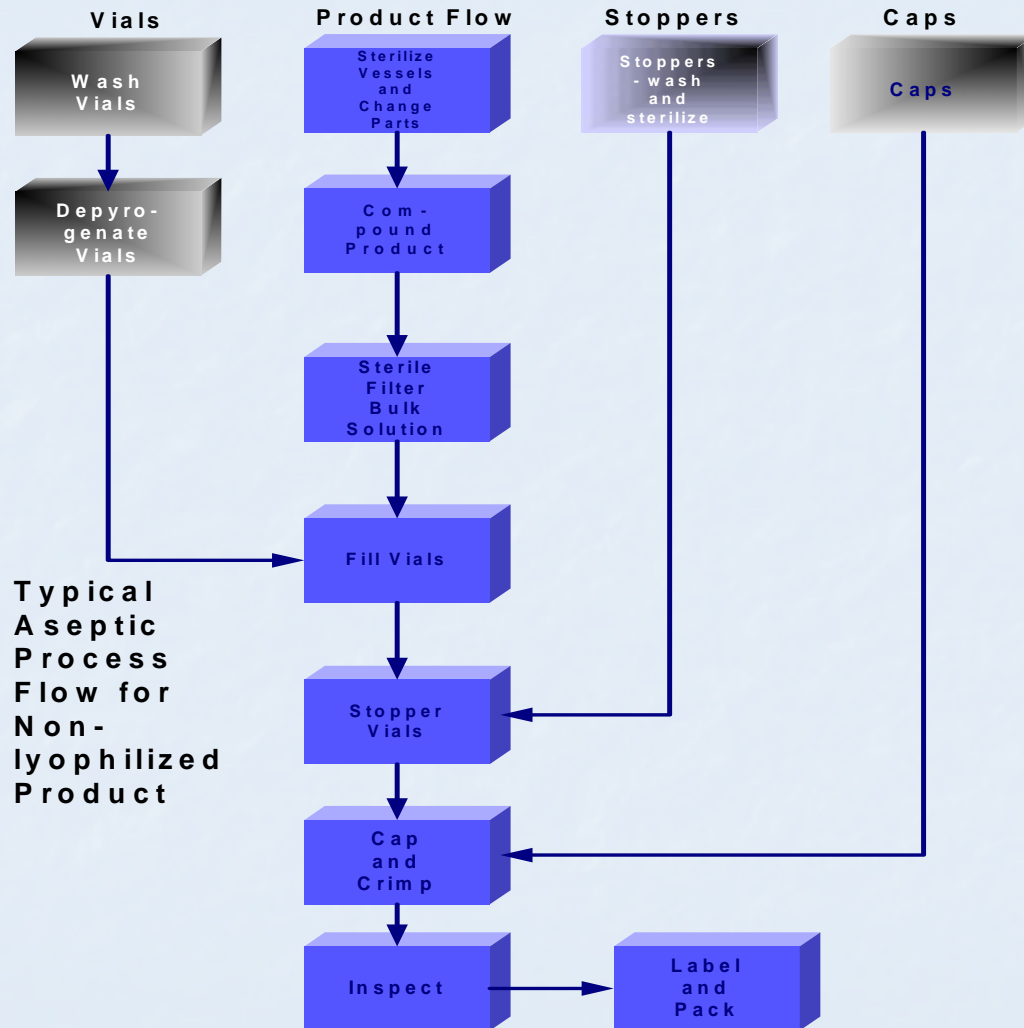 Vials
Product Flow
Stoppers
Caps
Wash
Vials
Sterilize
Vessels
and
Change
Parts
Stoppers
- wash
and
sterilize
Caps
Depyro-
genate
Vials
Com-
pound
Product
Sterile
Filter
Bulk
Solution
Fill Vials
Typical
Aseptic
Process
Flow for
Non-
lyophilized
Product
Stopper
Vials
Cap
and
Crimp
Inspect
Label
and
Pack